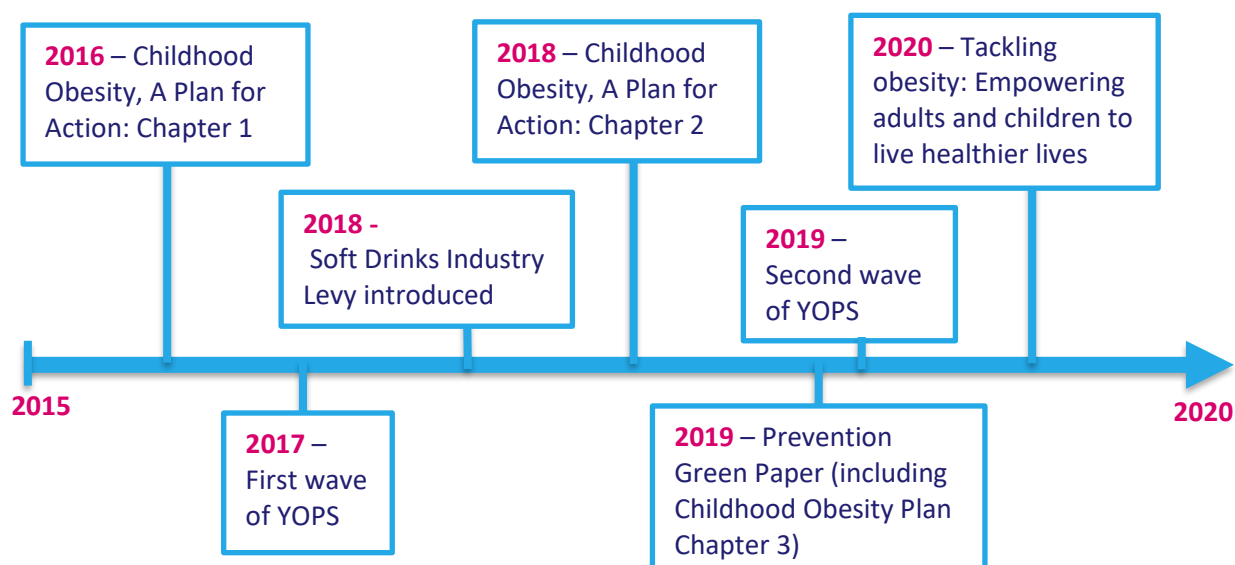 2016 – Childhood
Obesity, A Plan for
Action: Chapter 1
2018 – Childhood
Obesity, A Plan for
Action: Chapter 2
2020 – Tackling
obesity: Empowering
adults and children to
live healthier lives
2018 -
Soft Drinks Industry
Levy introduced
2019 –
Second wave
of YOPS
2015
2020
2017 –
First wave
of YOPS
2019 – Prevention
Green Paper (including
Childhood Obesity Plan
Chapter 3)